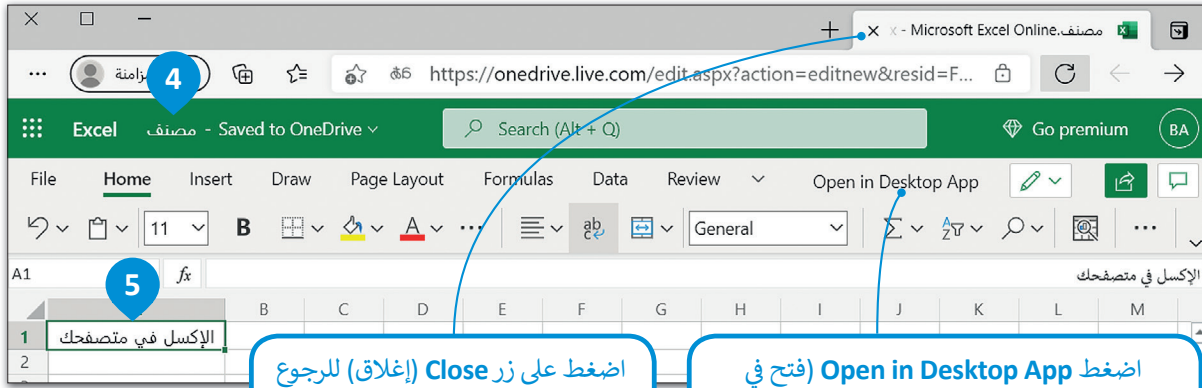 مصنف.Microsoft Excel Online - x
مزامنة
https://onedrive.live.com/edit.aspx?action=editnew&resid=F...
4
Excel مصنف - Saved to OneDrive
Search (Alt + Q)
Go premium
BA
File Home Insert Draw Page Layout Formulas Data Review Open in Desktop App
11 B A ... ab General ...
A1 fx الإكسل في متصفحك
5
B C D E F G H I J K L M
1 الإكسل في متصفحك
2
اضغط على زر Close (إغلاق) للرجوع
اضغط Open in Desktop App (فتح في